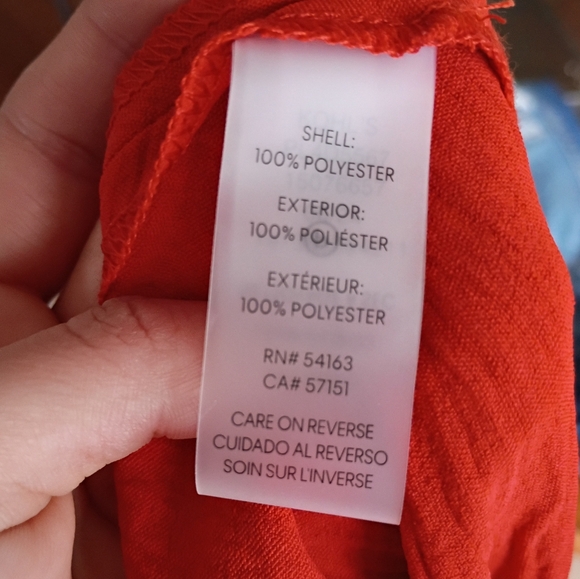 SHELL:
100% POLYESTER
EXTERIOR:
100% POLIÉSTER
EXTÉRIEUR:
100% POLYESTER
RN# 54163
CA# 57151
CARE ON REVERSE
CUIDADO AL REVERSO
SOIN SUR L'INVERSE